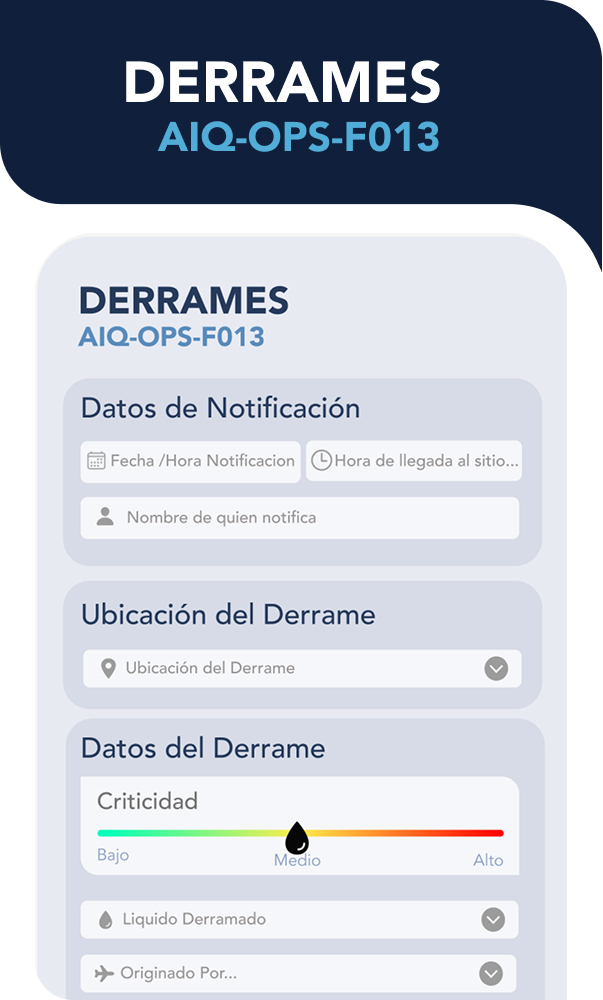 DERRAMES
AIQ-OPS-F013
DERRAMES
AIQ-OPS-F013
Datos de Notificación
Fecha /Hora Notificacion
Hora de llegada al sitio...
Nombre de quien notifica
Ubicación del Derrame
Ubicación del Derrame
Datos del Derrame
Criticidad
Bajo
Medio
Alto
Liquido Derramado
Originado Por...